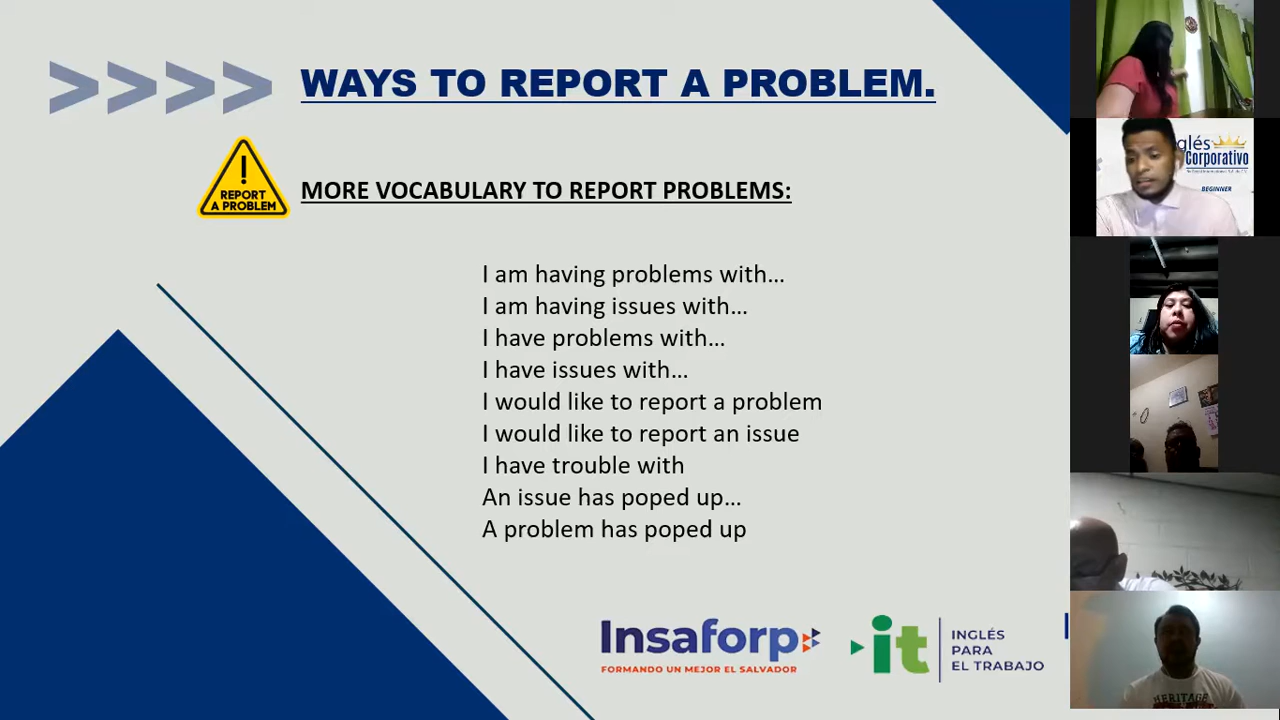 >>>> WAYS TO REPORT A PROBLEM.
!
REPORT
A PROBLEM
MORE VOCABULARY TO REPORT PROBLEMS:
I am having problems with…
I am having issues with…
I have problems with…
I have issues with…
I would like to report a problem
I would like to report an issue
I have trouble with
An issue has poped up…
A problem has poped up
Insaforp
FORMANDO UN MEJOR EL SALVADOR
it
INGLÉS
PARA
EL TRABAJO
glés
Corporativo
BEGINNER
HERITAGE